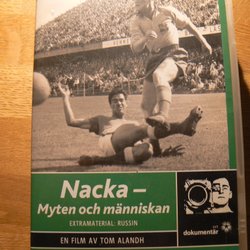 Nacka –
Myten och människan
EXTRAMATERIAL: RUSSIN
EN FILM AV TOM ALANDH
dokumentär